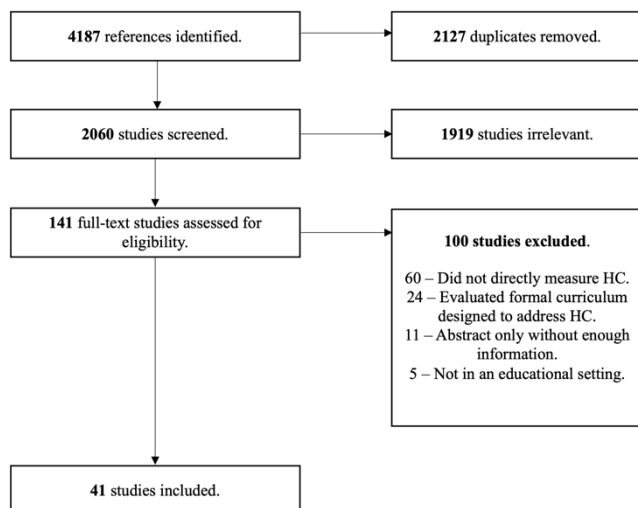 4187 references identified.
2127 duplicates removed.
2060 studies screened.
1919 studies irrelevant.
141 full-text studies assessed for
eligibility.
100 studies excluded.
60 – Did not directly measure HC.
24 – Evaluated formal curriculum
designed to address HC.
11 – Abstract only without enough
information.
5 – Not in an educational setting.
41 studies included.